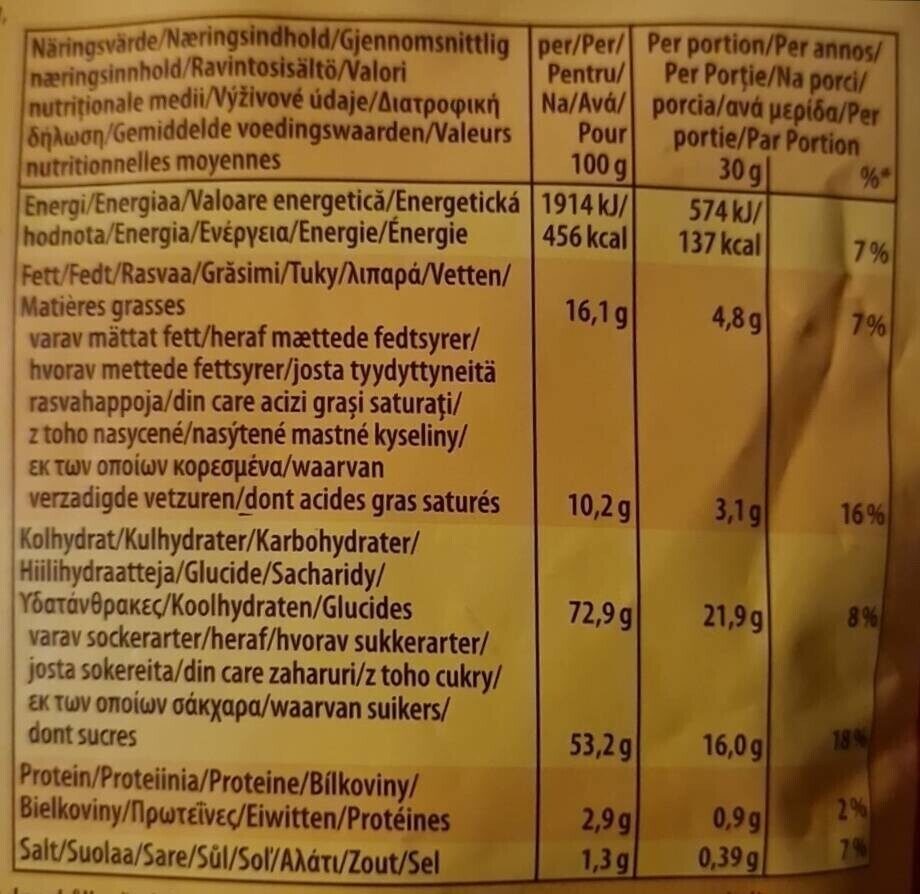 Näringsvärde/Næringsindhold/Gjennomsnittlig
næringsinnhold/Ravintosisältö/Valori
nutriționale medii/Výživové údaje/Διατροφική
δήλωση/Gemiddelde voedingswaarden/Valeurs
nutritionnelles moyennes
per/Per/
Pentru/
Na/Ανά/
Pour
100 g
Per portion/Per annos/
Per Porție/Na porci/
porcia/ανά μερίδα/Per
portie/Par Portion
30 g %*
Energi/Energiaa/Valoare energetică/Energetická 1914 kJ/ 574 kJ/
hodnota/Energia/Ενέργεια/Energie/Énergie 456 kcal 137 kcal 7%
Fett/Fedt/Rasvaa/Grăsimi/Tuky/λιπαρά/Vetten/
Matières grasses 16,1 g 4,8 g 7%
varav mättat fett/heraf mættede fedtsyrer/
hvorav mettede fettsyrer/josta tyydyttyneitä
rasvahappoja/din care acizi grași saturați/
z toho nasycené/nasýtené mastné kyseliny/
εκ των οποίων κορεσμένα/waarvan
verzadigde vetzuren/dont acides gras saturés 10,2 g 3,1 g 16%
Kolhydrat/Kulhydrater/Karbohydrater/
Hiilihydraatteja/Glucide/Sacharidy/
Υδατάνθρακες/Koolhydraten/Glucides 72,9 g 21,9 g 8%
varav sockerarter/heraf/hvorav sukkerarter/
josta sokereita/din care zaharuri/z toho cukry/
εκ των οποίων σάκχαρα/waarvan suikers/
dont sucres 53,2 g 16,0 g 18%
Protein/Proteiinia/Proteine/Bílkoviny/
Bielkoviny/Πρωτεΐνες/Eiwitten/Protéines 2,9 g 0,9 g 2%
Salt/Suolaa/Sare/Sůl/Soľ/Αλάτι/Zout/Sel 1,3 g 0,39 g 7%